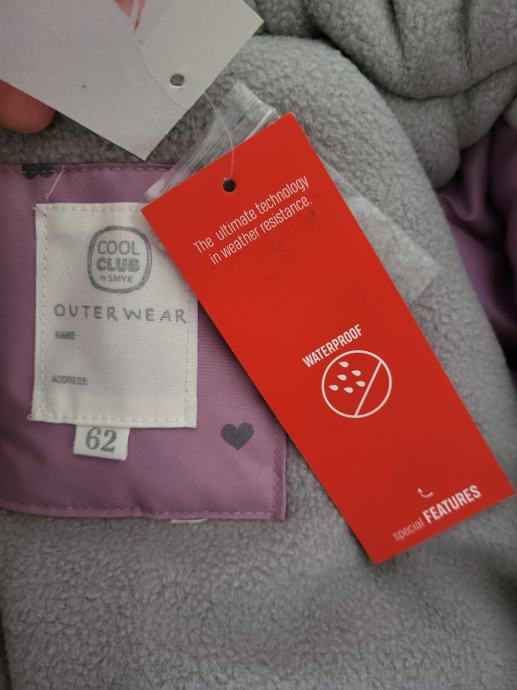 COOL
CLUB
by SMYK
OUTERWEAR
NAME:
ADDRESS:
62
The ultimate technology
in weather resistance.
WATERPROOF
special FEATURES